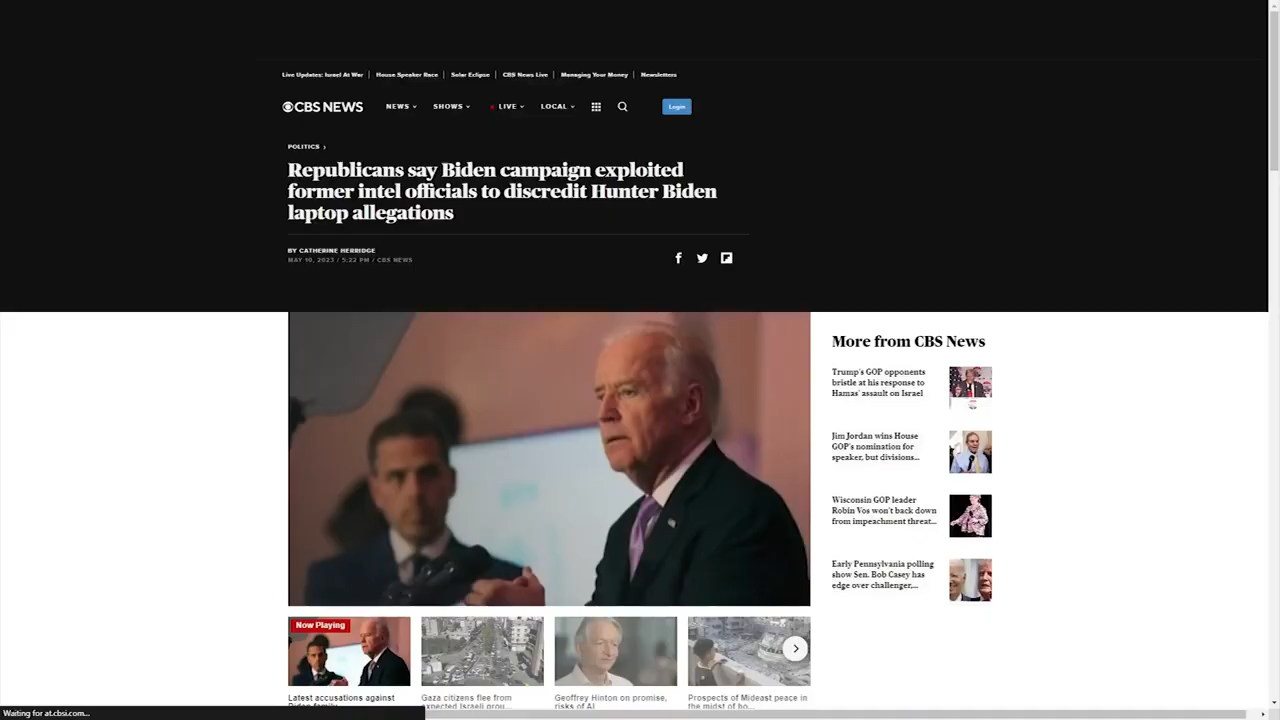 Live Updates: Israel At War
House Speaker Race
Solar Eclipse
CBS News Live
Managing Your Money
Newsletters
CBS NEWS
NEWS
SHOWS
LIVE
LOCAL
Login
POLITICS
Republicans say Biden campaign exploited
former intel officials to discredit Hunter Biden
laptop allegations
BY CATHERINE HERRIDGE
MAY 10, 2023 / 5:22 PM / CBS NEWS
More from CBS News
Trump's GOP opponents
bristle at his response to
Hamas' assault on Israel
Jim Jordan wins House
GOP's nomination for
speaker, but divisions...
Wisconsin GOP leader
Robin Vos won't back down
from impeachment threat...
Early Pennsylvania polling
show Sen. Bob Casey has
edge over challenger,...
Now Playing
Latest accusations against
Biden family
Gaza citizens flee from
expected Israeli grou...
Geoffrey Hinton on promise,
risks of AI
Prospects of Mideast peace in
the midst of ho...
Waiting for at.cbsi.com...